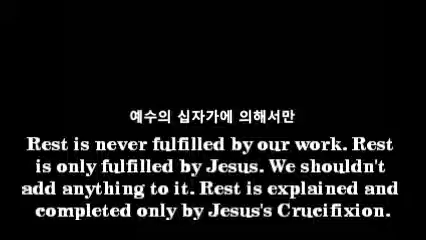 예수의 십자가에 의해서만
Rest is never fulfilled by our work. Rest
is only fulfilled by Jesus. We shouldn't
add anything to it. Rest is explained and
completed only by Jesus's Crucifixion.